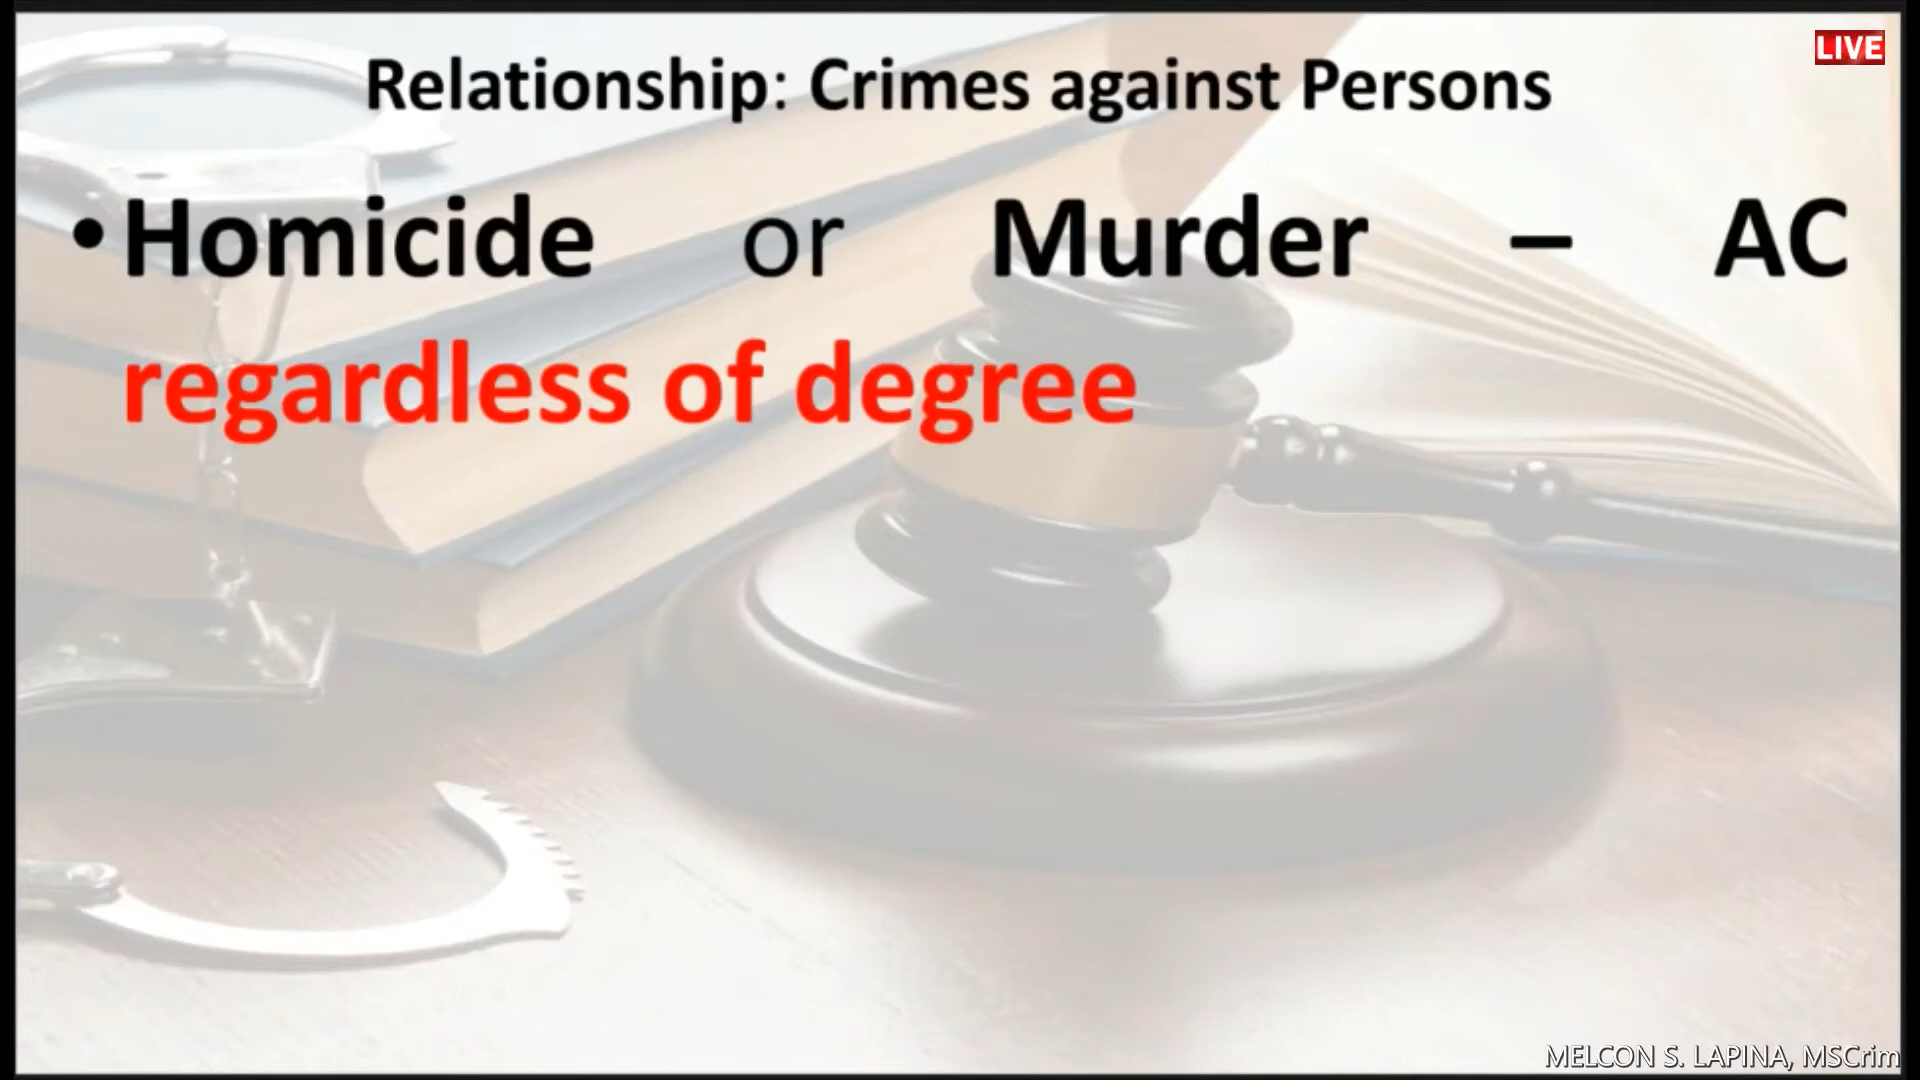 LIVE
Relationship: Crimes against Persons
• Homicide or Murder – AC
regardless of degree
MELCON S. LAPINA, MSCrim